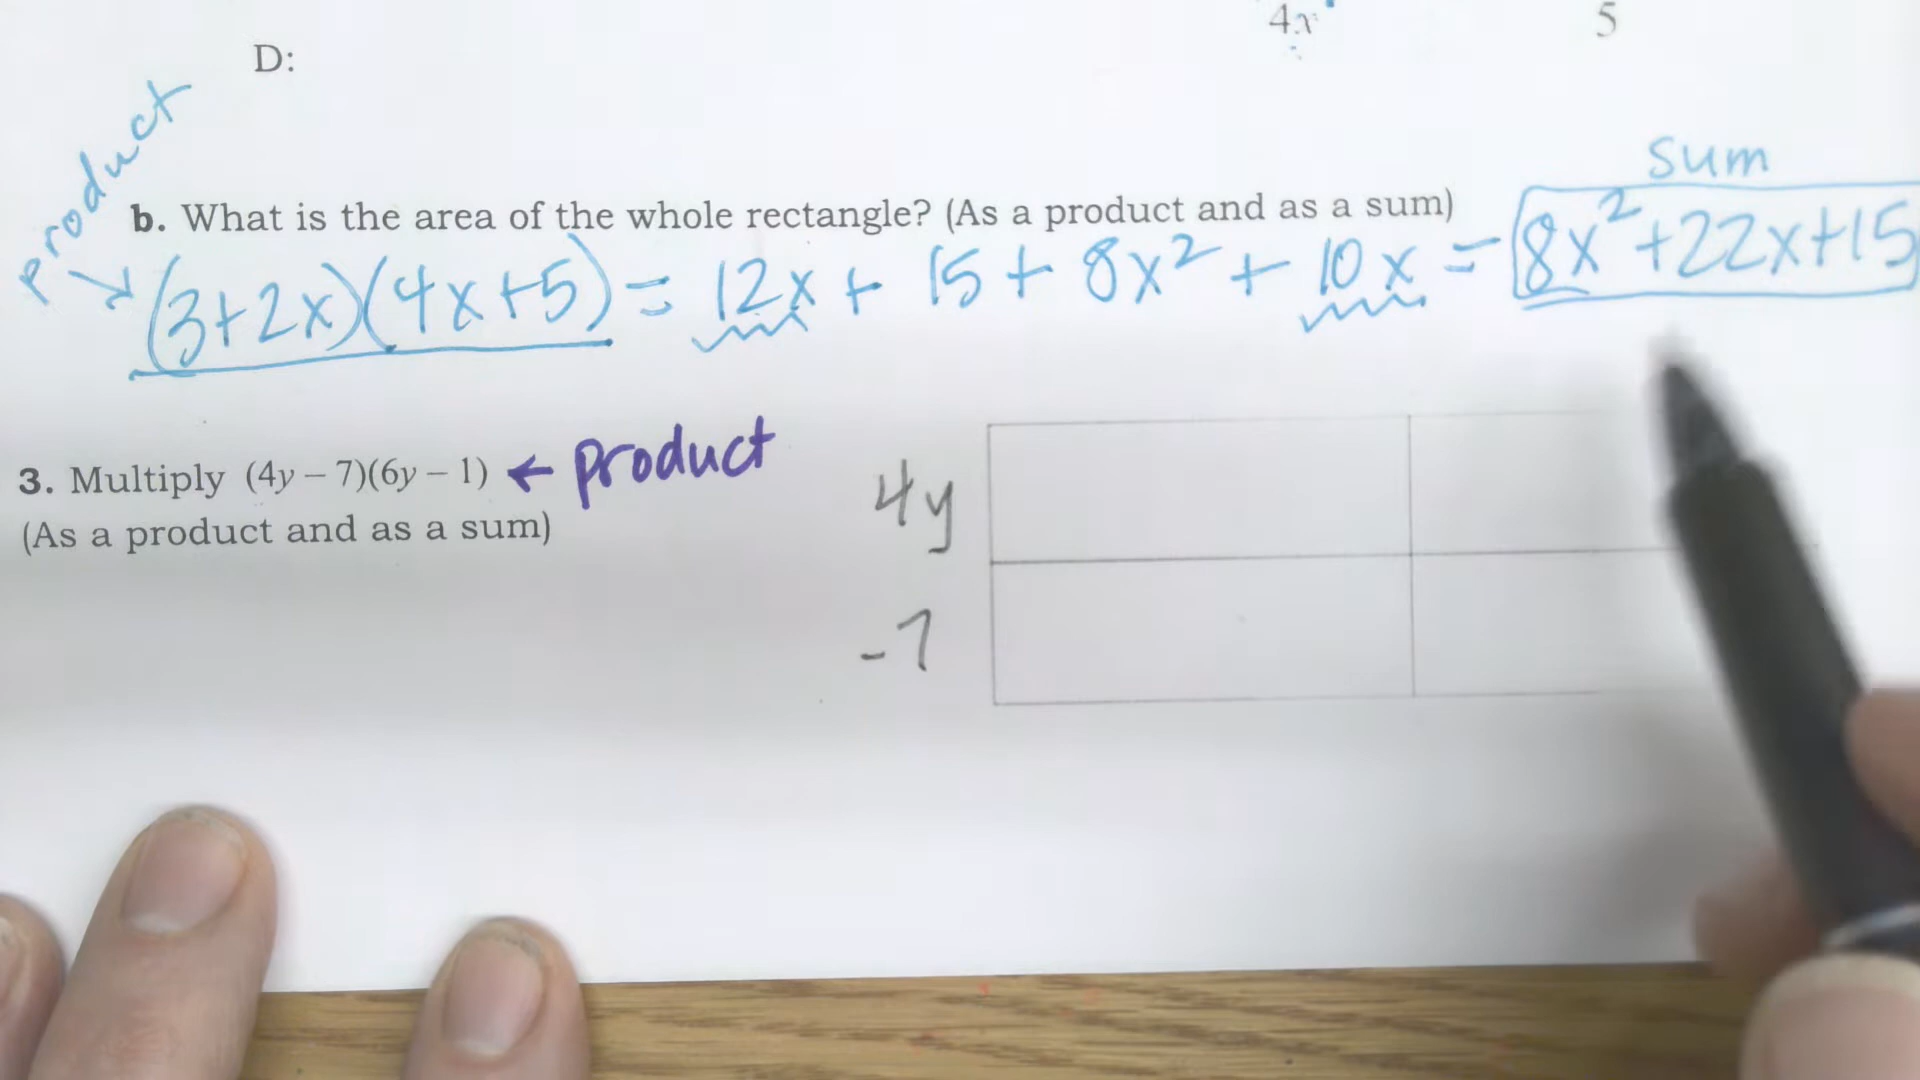 4x 5
D:
product
sum
b. What is the area of the whole rectangle? (As a product and as a sum)
(3+2x)(4x+5) = 12x + 15 + 8x² + 10x = 8x²+22x+15
3. Multiply (4y – 7)(6y – 1) ← product
(As a product and as a sum)
4y
-7